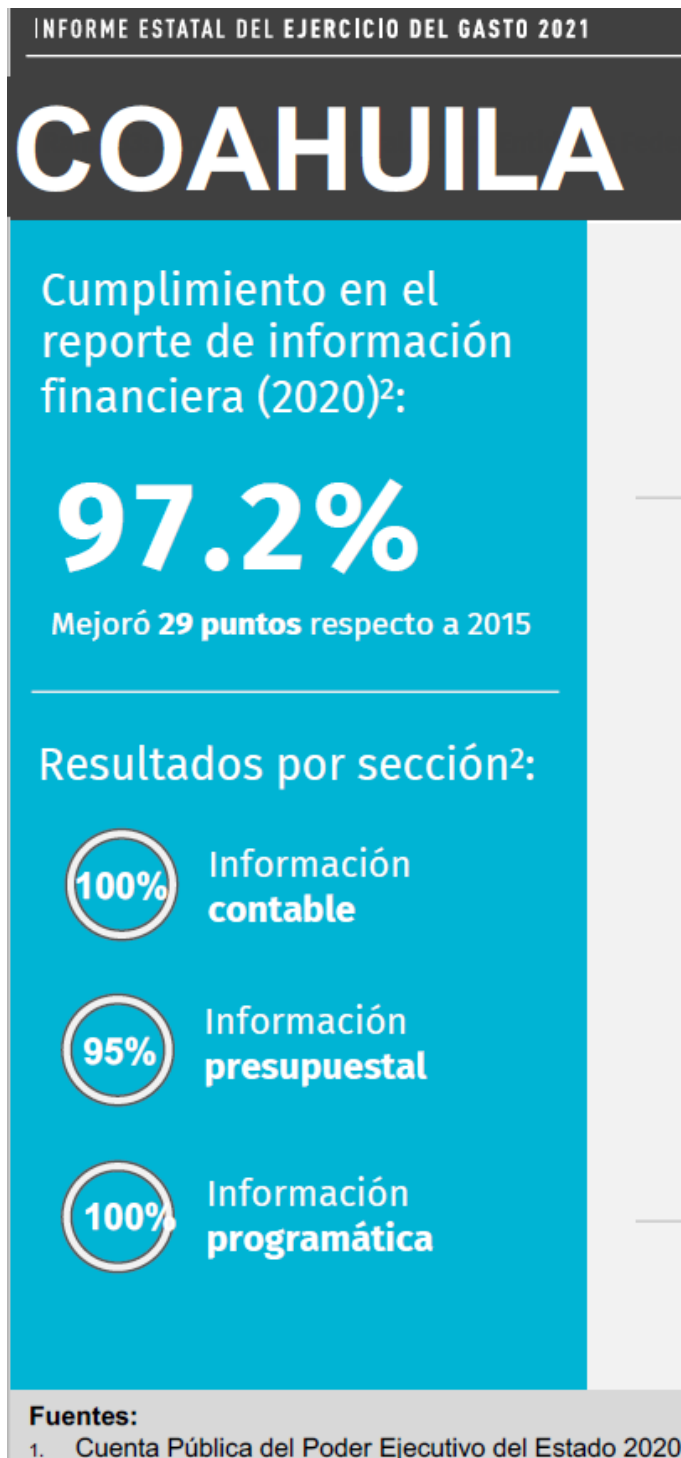 INFORME ESTATAL DEL EJERCICIO DEL GASTO 2021
COAHUILA
Cumplimiento en el
reporte de información
financiera (2020)²:
97.2%
Mejoró 29 puntos respecto a 2015
Resultados por sección²:
100%
Información
contable
95%
Información
presupuestal
100%
Información
programática
Fuentes:
1. Cuenta Pública del Poder Ejecutivo del Estado 2020